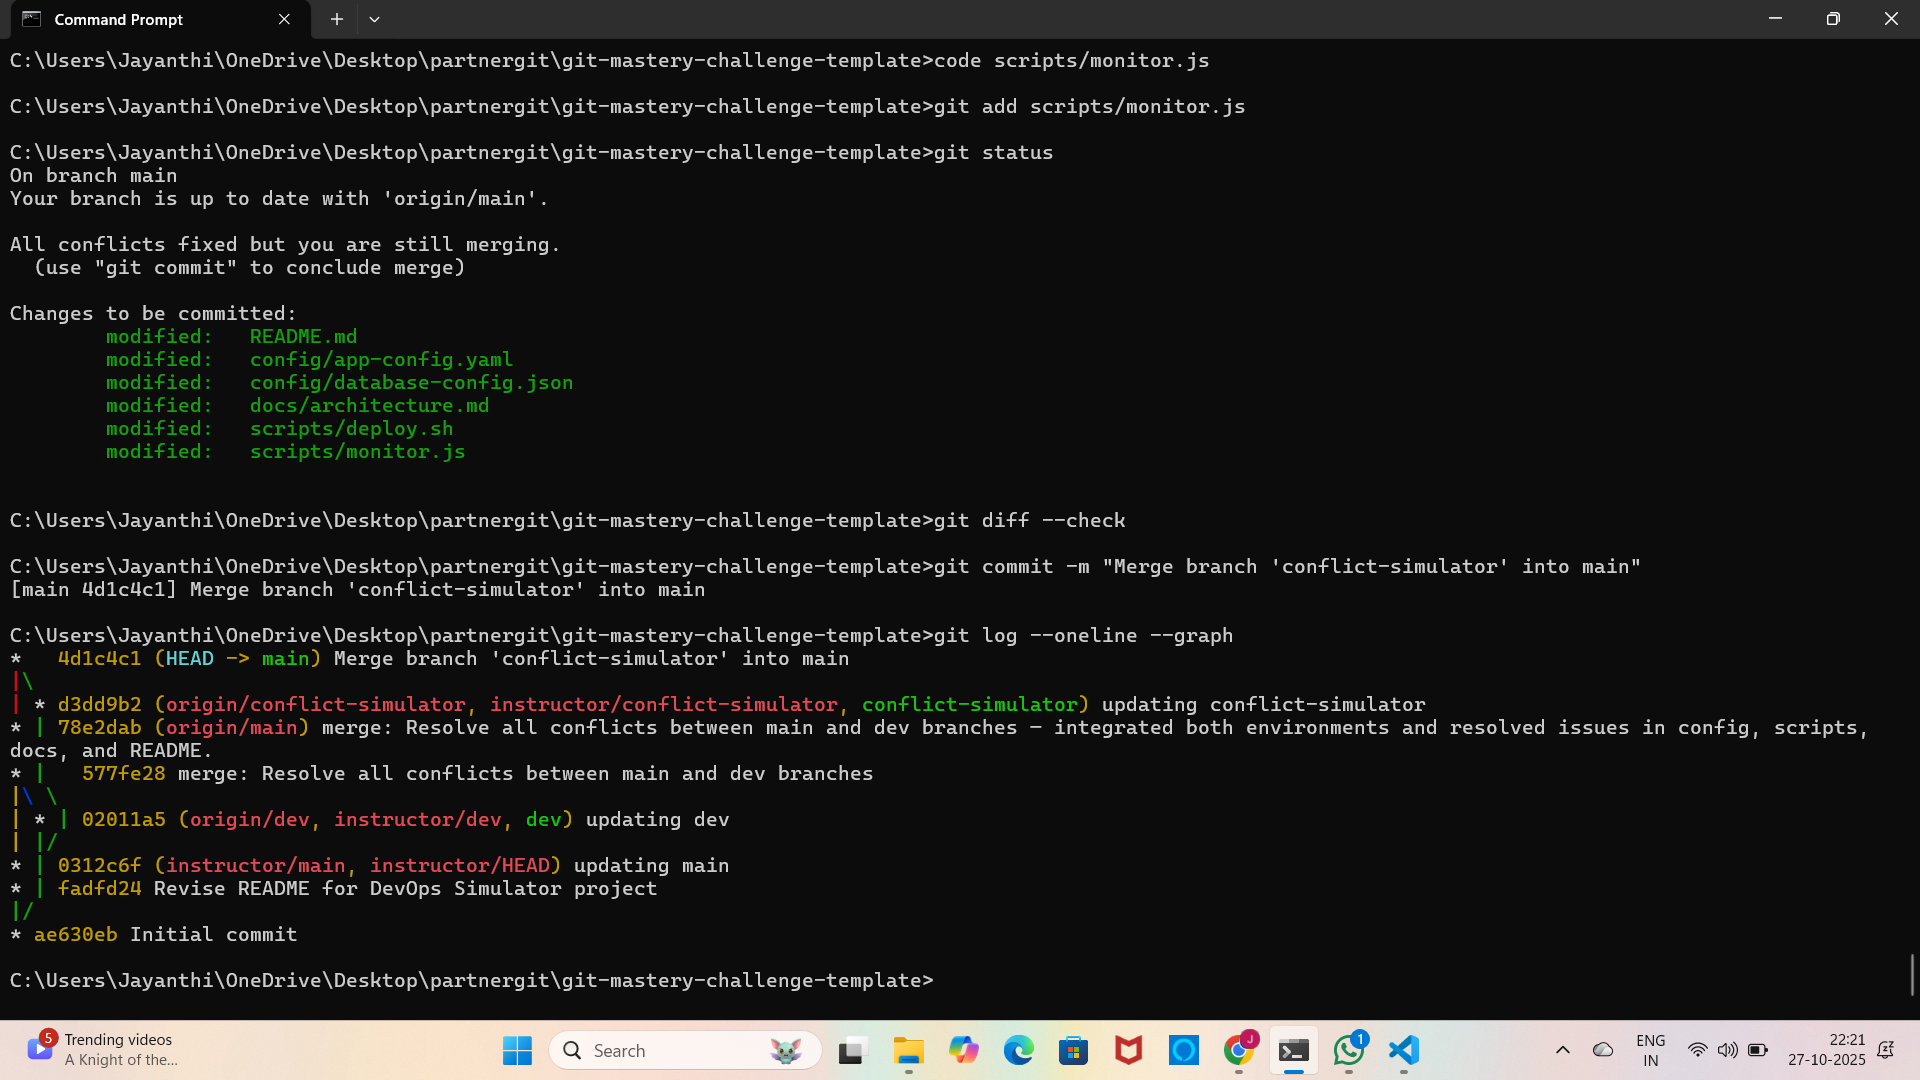 Command Prompt
C:\Users\Jayanthi\OneDrive\Desktop\partnergit\git-mastery-challenge-template>code scripts/monitor.js
C:\Users\Jayanthi\OneDrive\Desktop\partnergit\git-mastery-challenge-template>git add scripts/monitor.js
C:\Users\Jayanthi\OneDrive\Desktop\partnergit\git-mastery-challenge-template>git status
On branch main
Your branch is up to date with 'origin/main'.
All conflicts fixed but you are still merging.
  (use "git commit" to conclude merge)
Changes to be committed:
        modified:   README.md
        modified:   config/app-config.yaml
        modified:   config/database-config.json
        modified:   docs/architecture.md
        modified:   scripts/deploy.sh
        modified:   scripts/monitor.js
C:\Users\Jayanthi\OneDrive\Desktop\partnergit\git-mastery-challenge-template>git diff --check
C:\Users\Jayanthi\OneDrive\Desktop\partnergit\git-mastery-challenge-template>git commit -m "Merge branch 'conflict-simulator' into main"
[main 4d1c4c1] Merge branch 'conflict-simulator' into main
C:\Users\Jayanthi\OneDrive\Desktop\partnergit\git-mastery-challenge-template>git log --oneline --graph
*   4d1c4c1 (HEAD -> main) Merge branch 'conflict-simulator' into main
|\
| * d3dd9b2 (origin/conflict-simulator, instructor/conflict-simulator, conflict-simulator) updating conflict-simulator
* | 78e2dab (origin/main) merge: Resolve all conflicts between main and dev branches — integrated both environments and resolved issues in config, scripts,
docs, and README.
* |   577fe28 merge: Resolve all conflicts between main and dev branches
|\ \
| * | 02011a5 (origin/dev, instructor/dev, dev) updating dev
| |/
* | 0312c6f (instructor/main, instructor/HEAD) updating main
* | fadfd24 Revise README for DevOps Simulator project
|/
* ae630eb Initial commit
C:\Users\Jayanthi\OneDrive\Desktop\partnergit\git-mastery-challenge-template>
5
Trending videos
A Knight of the...
Search
J
1
ENG
IN
22:21
27-10-2025